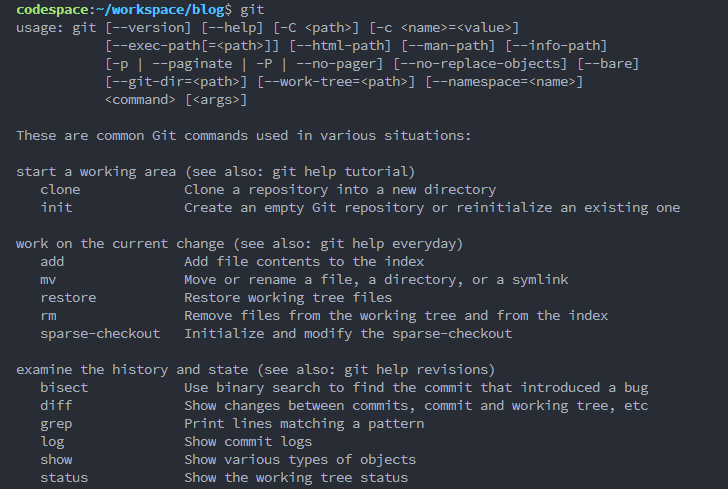 codespace:~/workspace/blog$ git
usage: git [--version] [--help] [-C <path>] [-c <name>=<value>]
           [--exec-path[=<path>]] [--html-path] [--man-path] [--info-path]
           [-p | --paginate | -P | --no-pager] [--no-replace-objects] [--bare]
           [--git-dir=<path>] [--work-tree=<path>] [--namespace=<name>]
           <command> [<args>]

These are common Git commands used in various situations:

start a working area (see also: git help tutorial)
   clone             Clone a repository into a new directory
   init              Create an empty Git repository or reinitialize an existing one

work on the current change (see also: git help everyday)
   add               Add file contents to the index
   mv                Move or rename a file, a directory, or a symlink
   restore           Restore working tree files
   rm                Remove files from the working tree and from the index
   sparse-checkout   Initialize and modify the sparse-checkout

examine the history and state (see also: git help revisions)
   bisect            Use binary search to find the commit that introduced a bug
   diff              Show changes between commits, commit and working tree, etc
   grep              Print lines matching a pattern
   log               Show commit logs
   show              Show various types of objects
   status            Show the working tree status